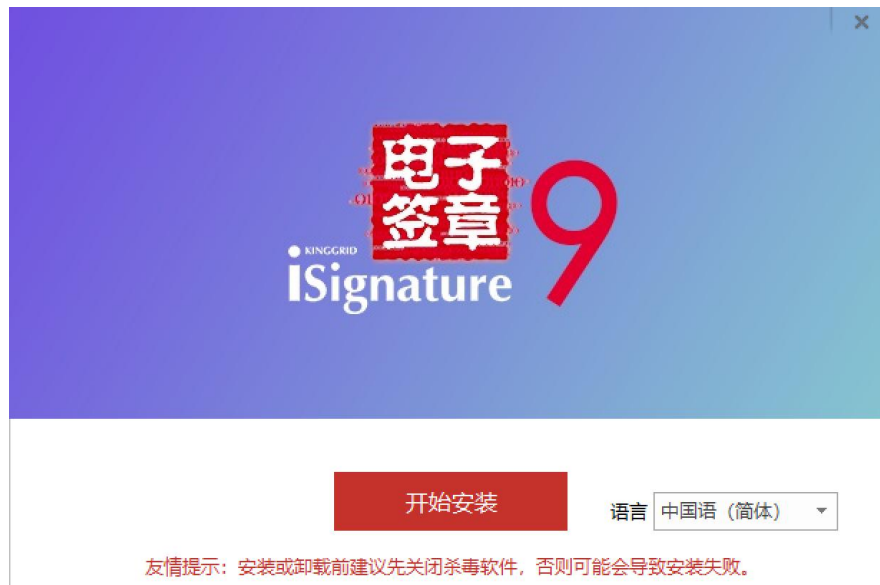 电子
签章
9
KINGGRID
iSignature
开始安装
语言 中国语（简体）
友情提示：安装或卸载前建议先关闭杀毒软件，否则可能会导致安装失败。